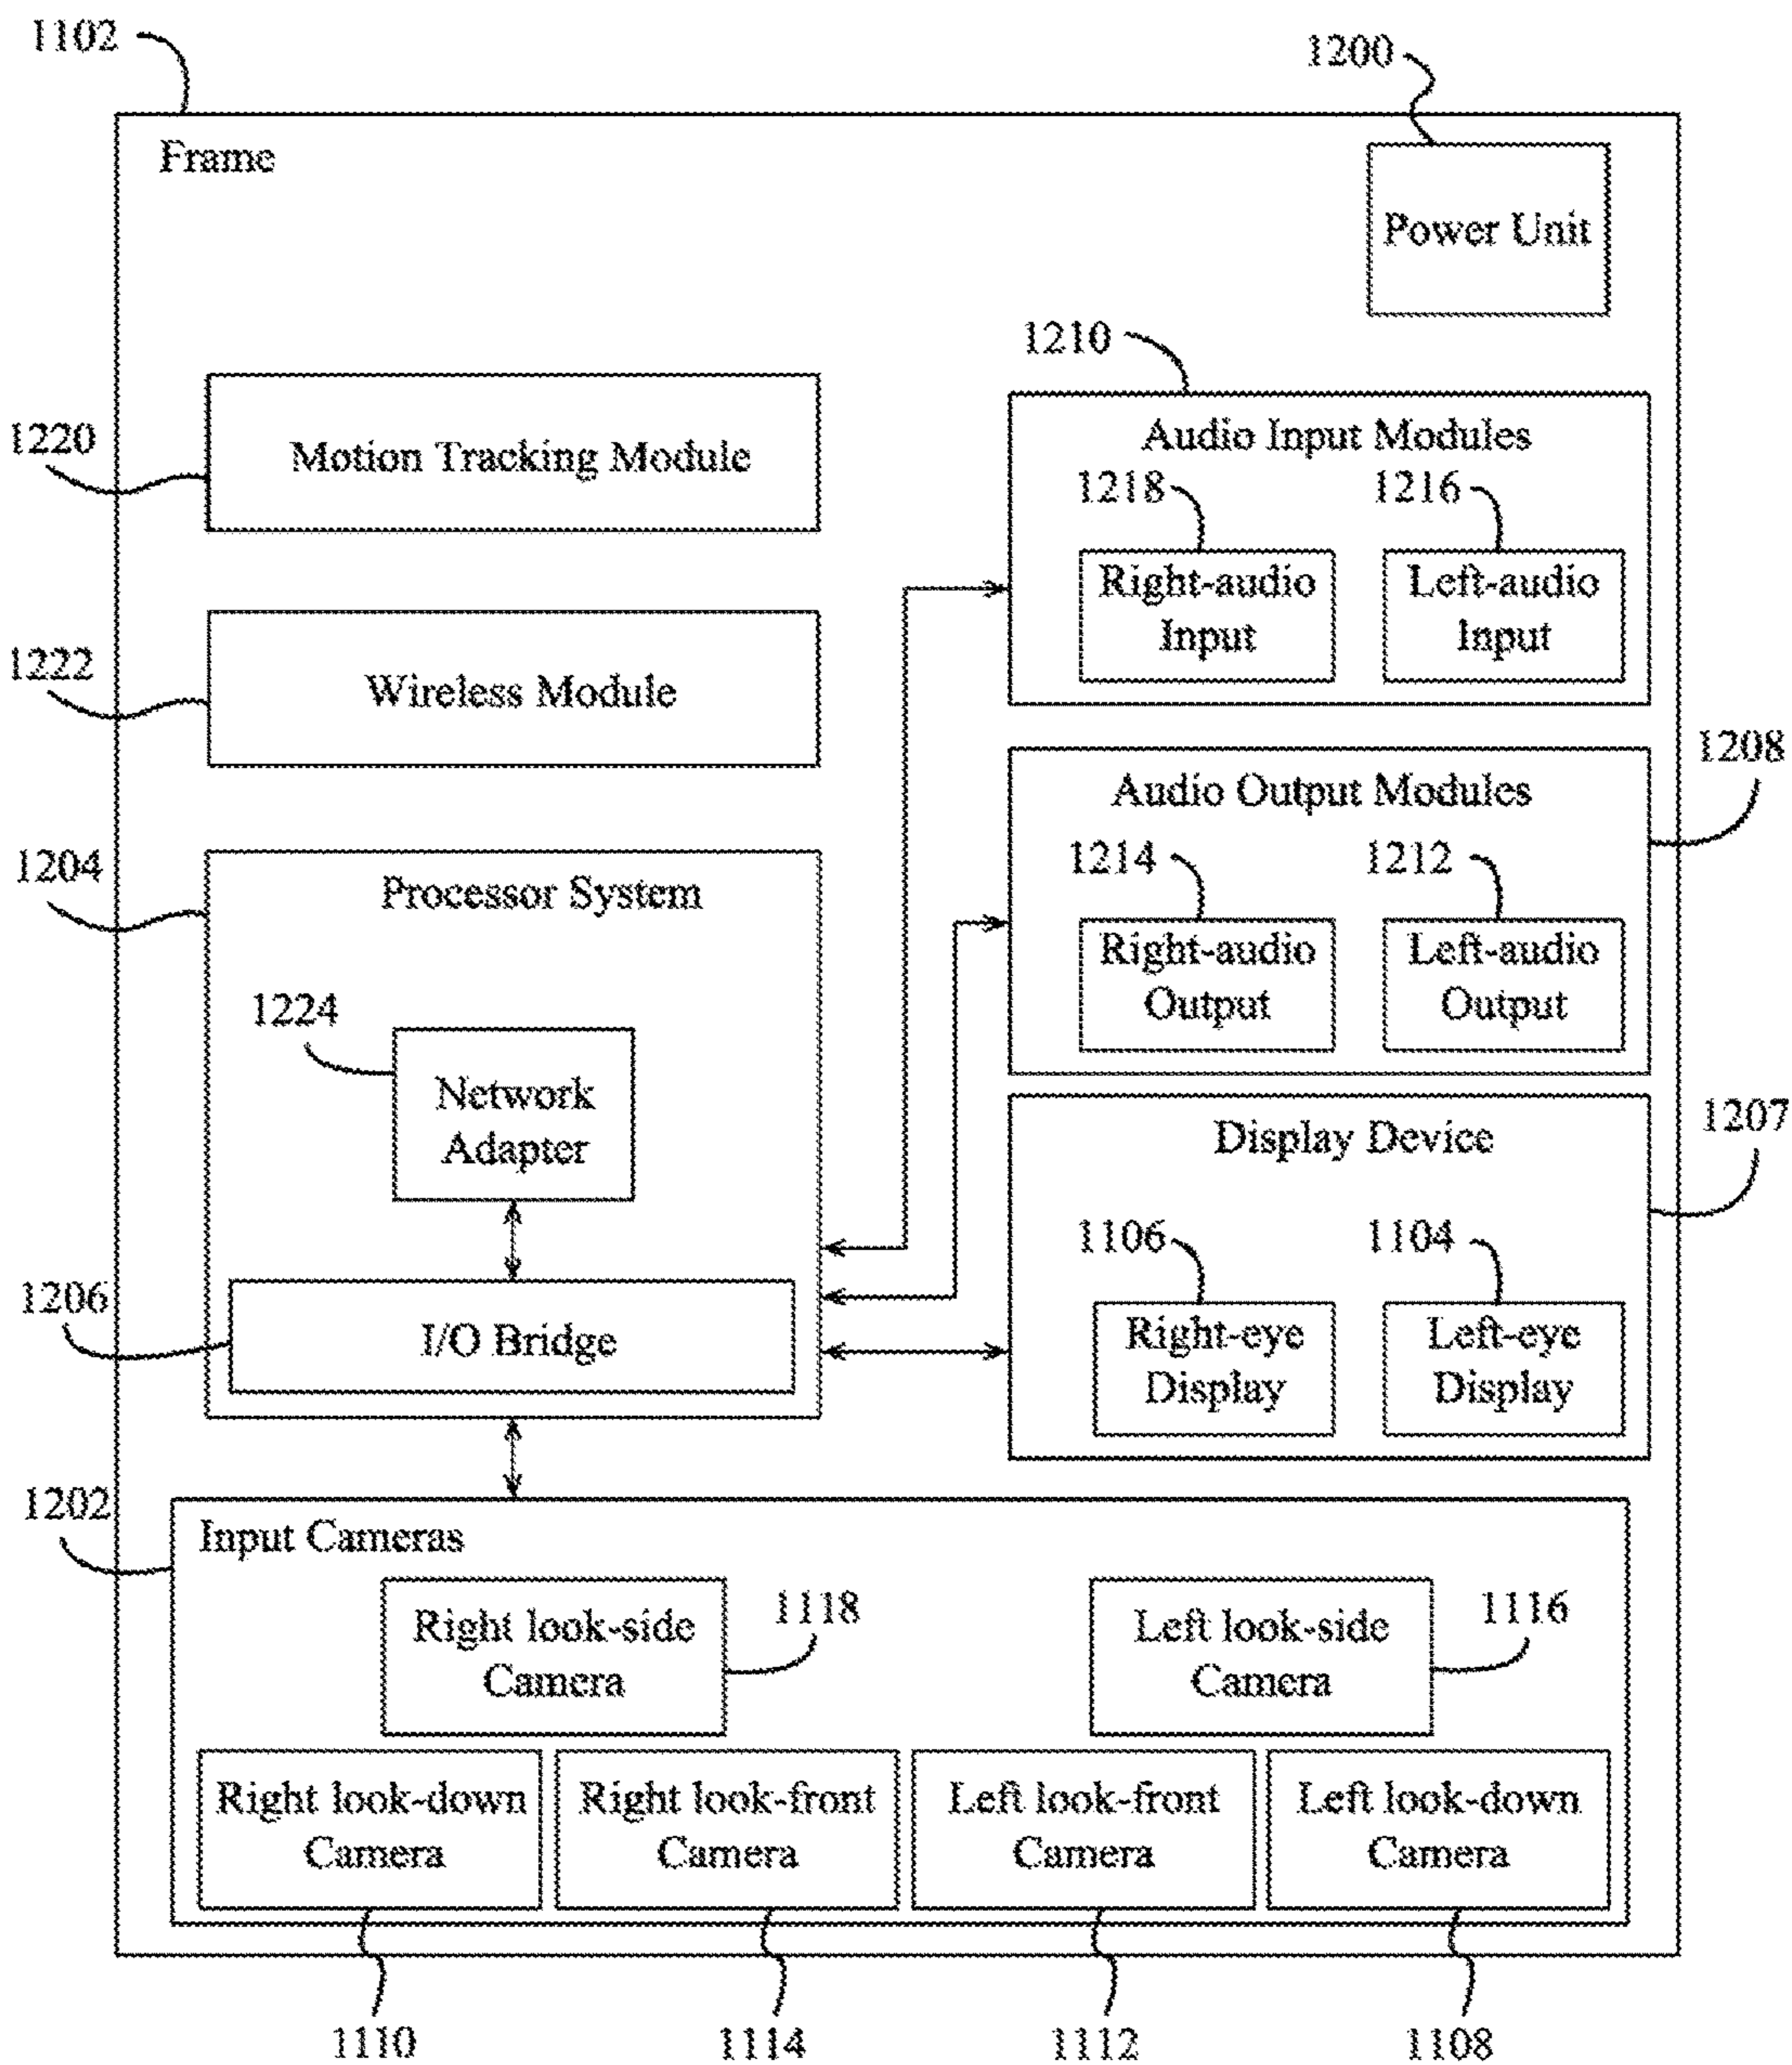 1102
1200
Frame
Power Unit
1210
1220
Motion Tracking Module
Audio Input Modules
1218
1216
Right-audio
Input
Left-audio
Input
1222
Wireless Module
1208
Audio Output Modules
1214
1212
Right-audio
Output
Left-audio
Output
1204
Processor System
1224
Network
Adapter
1207
Display Device
1106
1104
Right-eye
Display
Left-eye
Display
1206
I/O Bridge
1202
Input Cameras
Right look-side
Camera
1118
Left look-side
Camera
1116
Right look-down
Camera
Right look-front
Camera
Left look-front
Camera
Left look-down
Camera
1110
1114
1112
1108